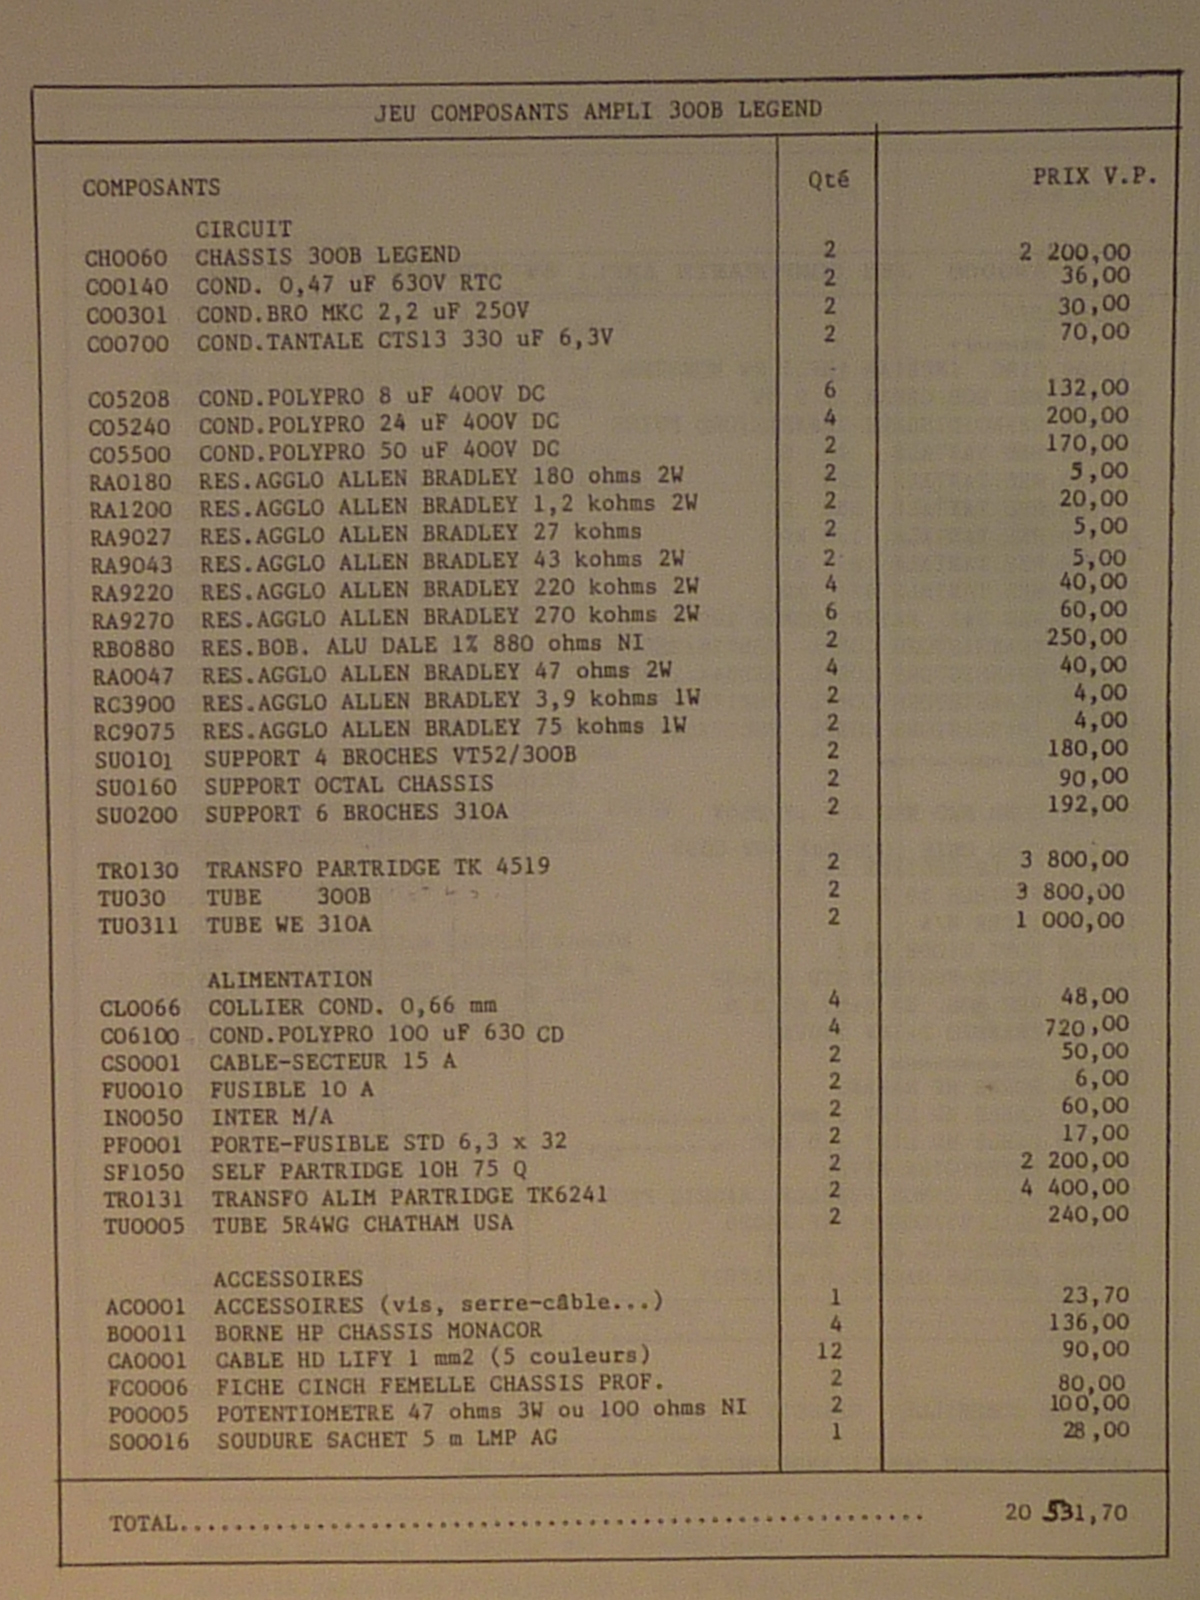 JEU COMPOSANTS AMPLI 300B LEGEND
COMPOSANTS Qté PRIX V.P.
CIRCUIT
CH0060 CHASSIS 300B LEGEND 2 2 200,00
CO0140 COND. 0,47 uF 630V RTC 2 36,00
CO0301 COND.BRO MKC 2,2 uF 250V 2 30,00
CO0700 COND.TANTALE CTS13 330 uF 6,3V 2 70,00
CO5208 COND.POLYPRO 8 uF 400V DC 6 132,00
CO5240 COND.POLYPRO 24 uF 400V DC 4 200,00
CO5500 COND.POLYPRO 50 uF 400V DC 2 170,00
RA0180 RES.AGGLO ALLEN BRADLEY 180 ohms 2W 2 5,00
RA1200 RES.AGGLO ALLEN BRADLEY 1,2 kohms 2W 2 20,00
RA9027 RES.AGGLO ALLEN BRADLEY 27 kohms 2 5,00
RA9043 RES.AGGLO ALLEN BRADLEY 43 kohms 2W 2 5,00
RA9220 RES.AGGLO ALLEN BRADLEY 220 kohms 2W 4 40,00
RA9270 RES.AGGLO ALLEN BRADLEY 270 kohms 2W 6 60,00
RB0880 RES.BOB. ALU DALE 1% 880 ohms NI 2 250,00
RA0047 RES.AGGLO ALLEN BRADLEY 47 ohms 2W 4 40,00
RC3900 RES.AGGLO ALLEN BRADLEY 3,9 kohms 1W 2 4,00
RC9075 RES.AGGLO ALLEN BRADLEY 75 kohms 1W 2 4,00
SU0101 SUPPORT 4 BROCHES VT52/300B 2 180,00
SU0160 SUPPORT OCTAL CHASSIS 2 90,00
SU0200 SUPPORT 6 BROCHES 310A 2 192,00
TR0130 TRANSFO PARTRIDGE TK 4519 2 3 800,00
TU030 TUBE 300B 2 3 800,00
TU0311 TUBE WE 310A 2 1 000,00
ALIMENTATION
CL0066 COLLIER COND. 0,66 mm 4 48,00
CO6100 COND.POLYPRO 100 uF 630 CD 4 720,00
CS0001 CABLE-SECTEUR 15 A 2 50,00
FU0010 FUSIBLE 10 A 2 6,00
IN0050 INTER M/A 2 60,00
PF0001 PORTE-FUSIBLE STD 6,3 x 32 2 17,00
SF1050 SELF PARTRIDGE 10H 75 Q 2 2 200,00
TR0131 TRANSFO ALIM PARTRIDGE TK6241 2 4 400,00
TU0005 TUBE 5R4WG CHATHAM USA 2 240,00
ACCESSOIRES
AC0001 ACCESSOIRES (vis, serre-câble...) 1 23,70
BO0011 BORNE HP CHASSIS MONACOR 4 136,00
CA0001 CABLE HD LIFY 1 mm2 (5 couleurs) 12 90,00
FC0006 FICHE CINCH FEMELLE CHASSIS PROF. 2 80,00
PO0005 POTENTIOMETRE 47 ohms 3W ou 100 ohms NI 2 100,00
SO0016 SOUDURE SACHET 5 m LMP AG 1 28,00
TOTAL...................................................... 20 531,70